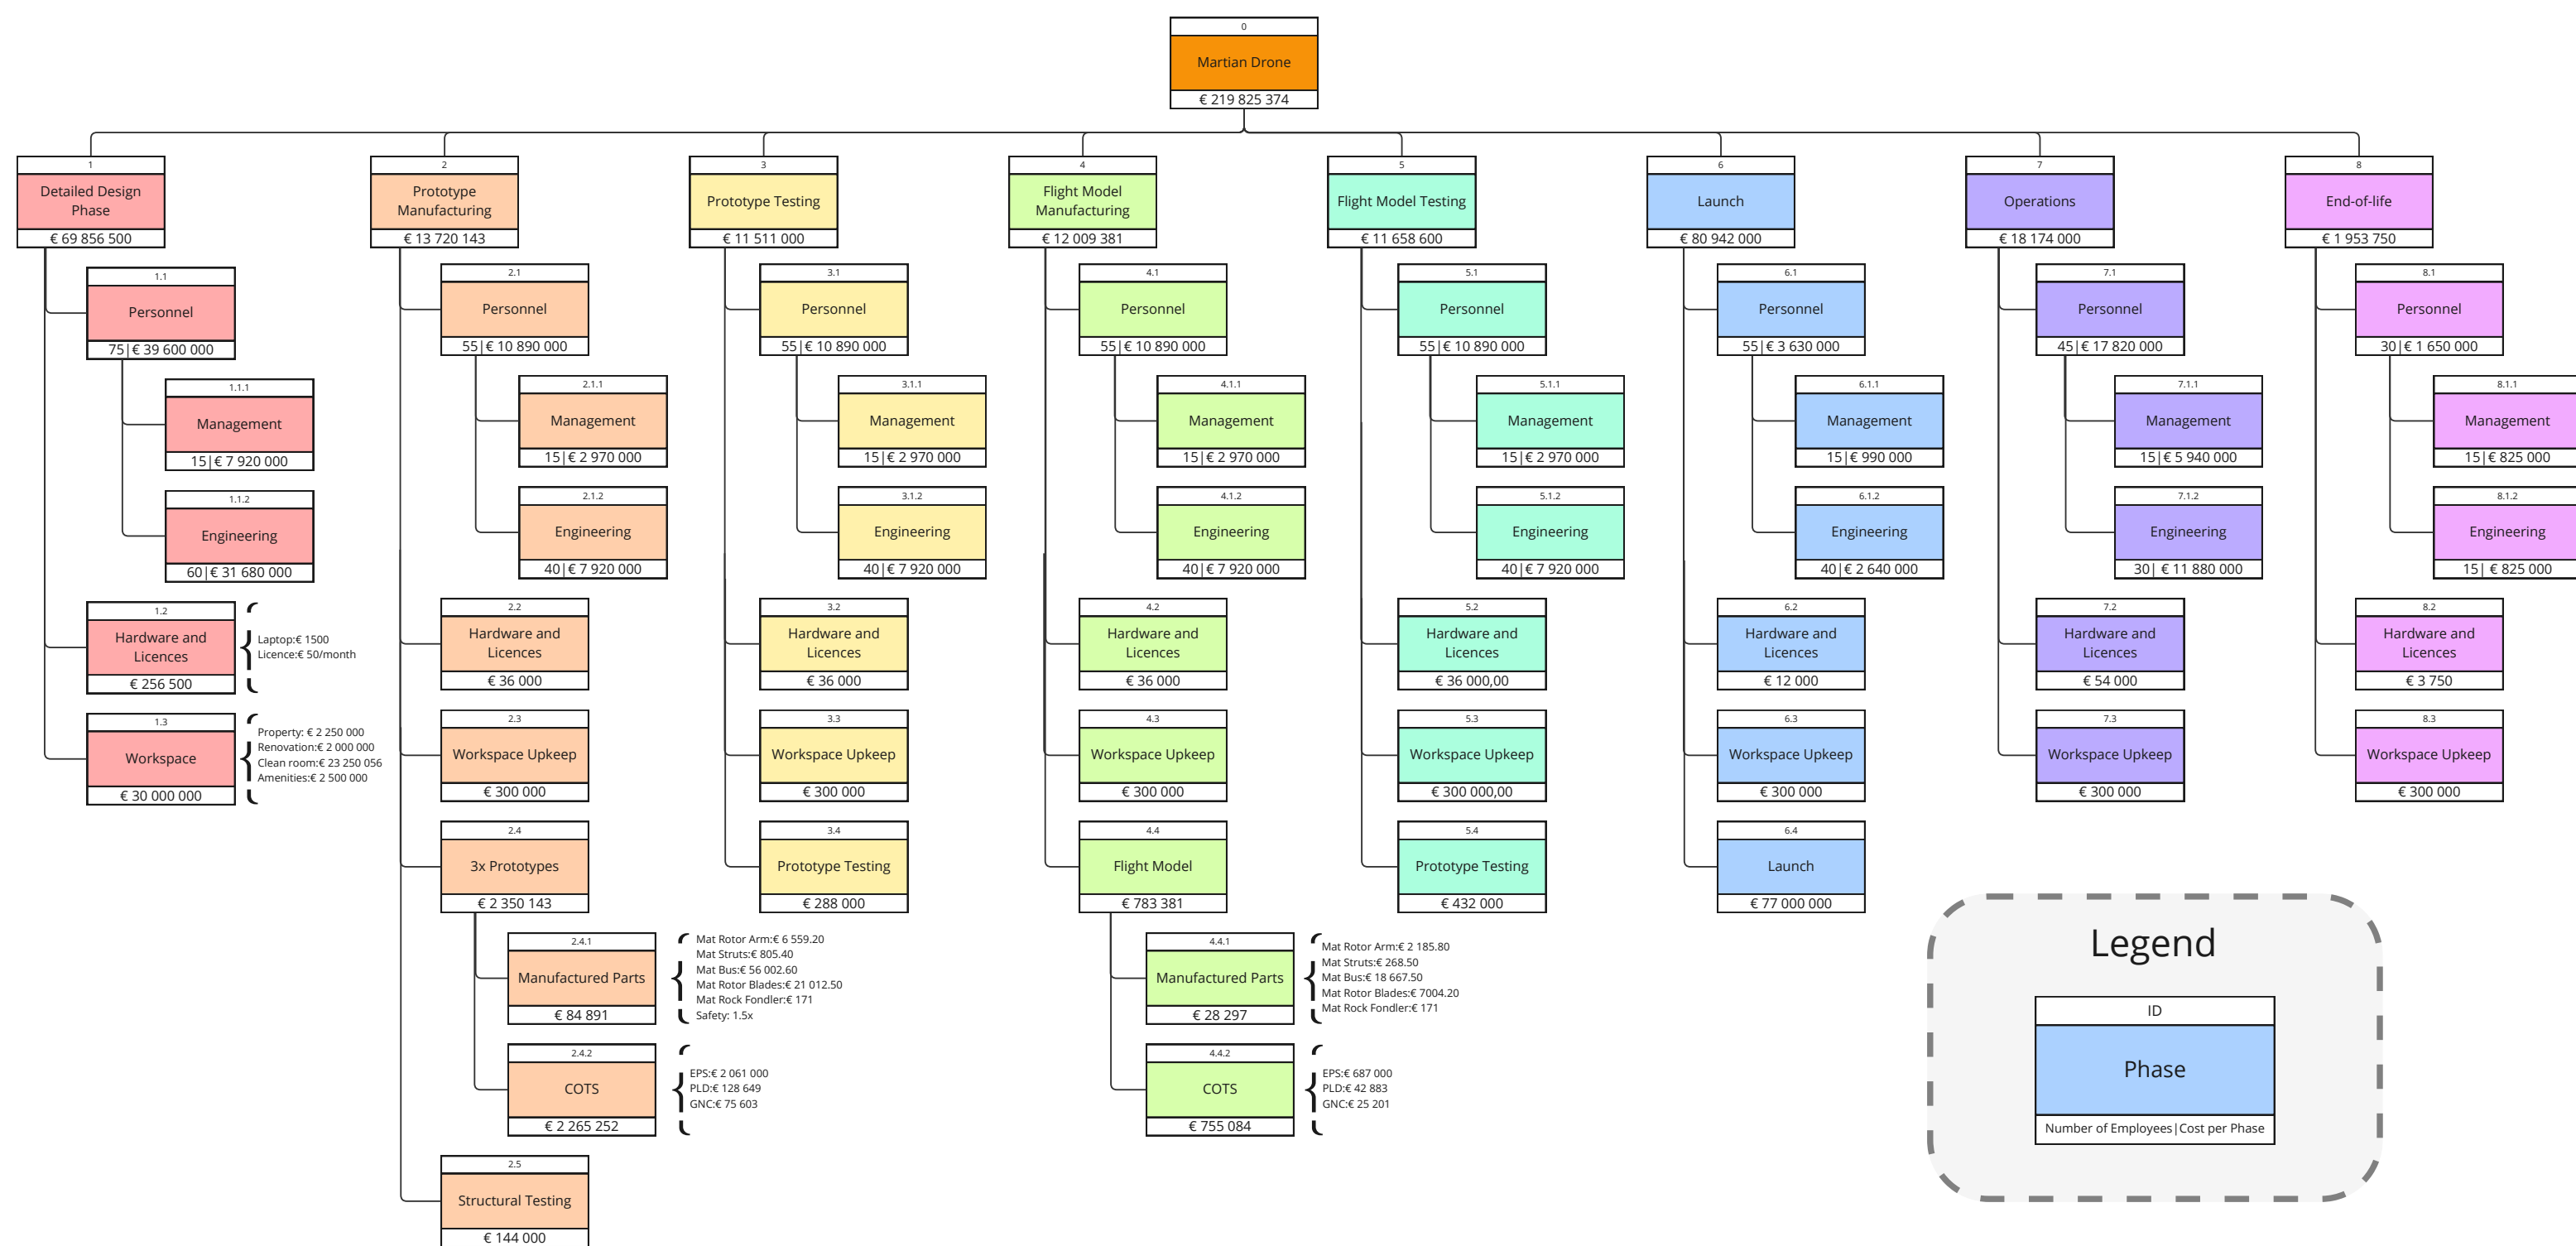 0
Martian Drone
€ 219 825 374
1
Detailed Design
Phase
€ 69 856 500
1.1
Personnel
75|€ 39 600 000
1.1.1
Management
15|€ 7 920 000
1.1.2
Engineering
60|€ 31 680 000
1.2
Hardware and
Licences
€ 256 500
Laptop:€ 1500
Licence:€ 50/month
1.3
Workspace
€ 30 000 000
Property: € 2 250 000
Renovation:€ 2 000 000
Clean room:€ 23 250 056
Amenities:€ 2 500 000
2
Prototype
Manufacturing
€ 13 720 143
2.1
Personnel
55|€ 10 890 000
2.1.1
Management
15|€ 2 970 000
2.1.2
Engineering
40|€ 7 920 000
2.2
Hardware and
Licences
€ 36 000
2.3
Workspace Upkeep
€ 300 000
2.4
3x Prototypes
€ 2 350 143
2.4.1
Manufactured Parts
€ 84 891
Mat Rotor Arm:€ 6 559.20
Mat Struts:€ 805.40
Mat Bus:€ 56 002.60
Mat Rotor Blades:€ 21 012.50
Mat Rock Fondler:€ 171
Safety: 1.5x
2.4.2
COTS
€ 2 265 252
EPS:€ 2 061 000
PLD:€ 128 649
GNC:€ 75 603
2.5
Structural Testing
€ 144 000
3
Prototype Testing
€ 11 511 000
3.1
Personnel
55|€ 10 890 000
3.1.1
Management
15|€ 2 970 000
3.1.2
Engineering
40|€ 7 920 000
3.2
Hardware and
Licences
€ 36 000
3.3
Workspace Upkeep
€ 300 000
3.4
Prototype Testing
€ 288 000
4
Flight Model
Manufacturing
€ 12 009 381
4.1
Personnel
55|€ 10 890 000
4.1.1
Management
15|€ 2 970 000
4.1.2
Engineering
40|€ 7 920 000
4.2
Hardware and
Licences
€ 36 000
4.3
Workspace Upkeep
€ 300 000
4.4
Flight Model
€ 783 381
4.4.1
Manufactured Parts
€ 28 297
Mat Rotor Arm:€ 2 185.80
Mat Struts:€ 268.50
Mat Bus:€ 18 667.50
Mat Rotor Blades:€ 7004.20
Mat Rock Fondler:€ 171
4.4.2
COTS
€ 755 084
EPS:€ 687 000
PLD:€ 42 883
GNC:€ 25 201
5
Flight Model Testing
€ 11 658 600
5.1
Personnel
55|€ 10 890 000
5.1.1
Management
15|€ 2 970 000
5.1.2
Engineering
40|€ 7 920 000
5.2
Hardware and
Licences
€ 36 000,00
5.3
Workspace Upkeep
€ 300 000,00
5.4
Prototype Testing
€ 432 000
6
Launch
€ 80 942 000
6.1
Personnel
55|€ 3 630 000
6.1.1
Management
15|€ 990 000
6.1.2
Engineering
40|€ 2 640 000
6.2
Hardware and
Licences
€ 12 000
6.3
Workspace Upkeep
€ 300 000
6.4
Launch
€ 77 000 000
7
Operations
€ 18 174 000
7.1
Personnel
45|€ 17 820 000
7.1.1
Management
15|€ 5 940 000
7.1.2
Engineering
30| € 11 880 000
7.2
Hardware and
Licences
€ 54 000
7.3
Workspace Upkeep
€ 300 000
8
End-of-life
€ 1 953 750
8.1
Personnel
30|€ 1 650 000
8.1.1
Management
15|€ 825 000
8.1.2
Engineering
15| € 825 000
8.2
Hardware and
Licences
€ 3 750
8.3
Workspace Upkeep
€ 300 000
Legend
ID
Phase
Number of Employees|Cost per Phase